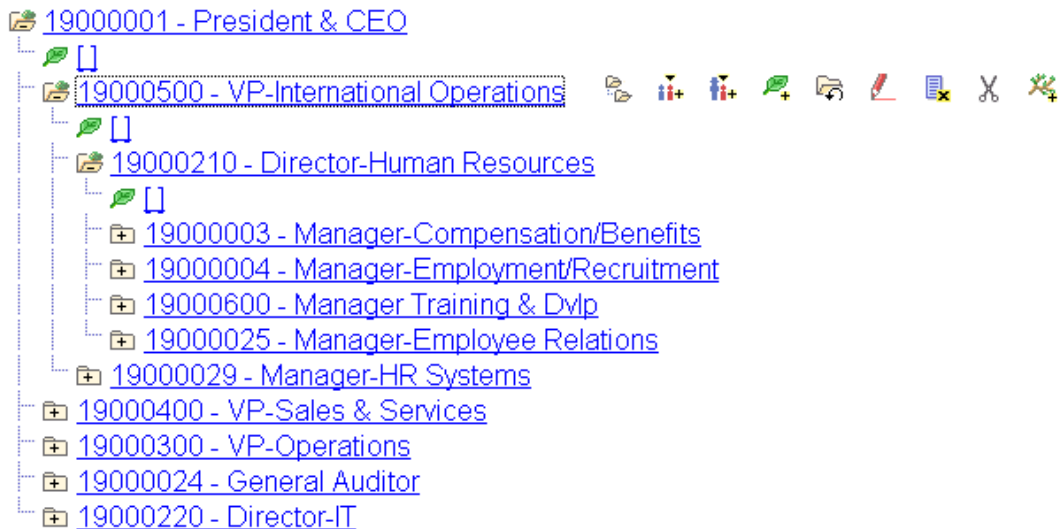 19000001 - President & CEO
[]
19000500 - VP-International Operations
[]
19000210 - Director-Human Resources
[]
19000003 - Manager-Compensation/Benefits
19000004 - Manager-Employment/Recruitment
19000600 - Manager Training & Dvlp
19000025 - Manager-Employee Relations
19000029 - Manager-HR Systems
19000400 - VP-Sales & Services
19000300 - VP-Operations
19000024 - General Auditor
19000220 - Director-IT